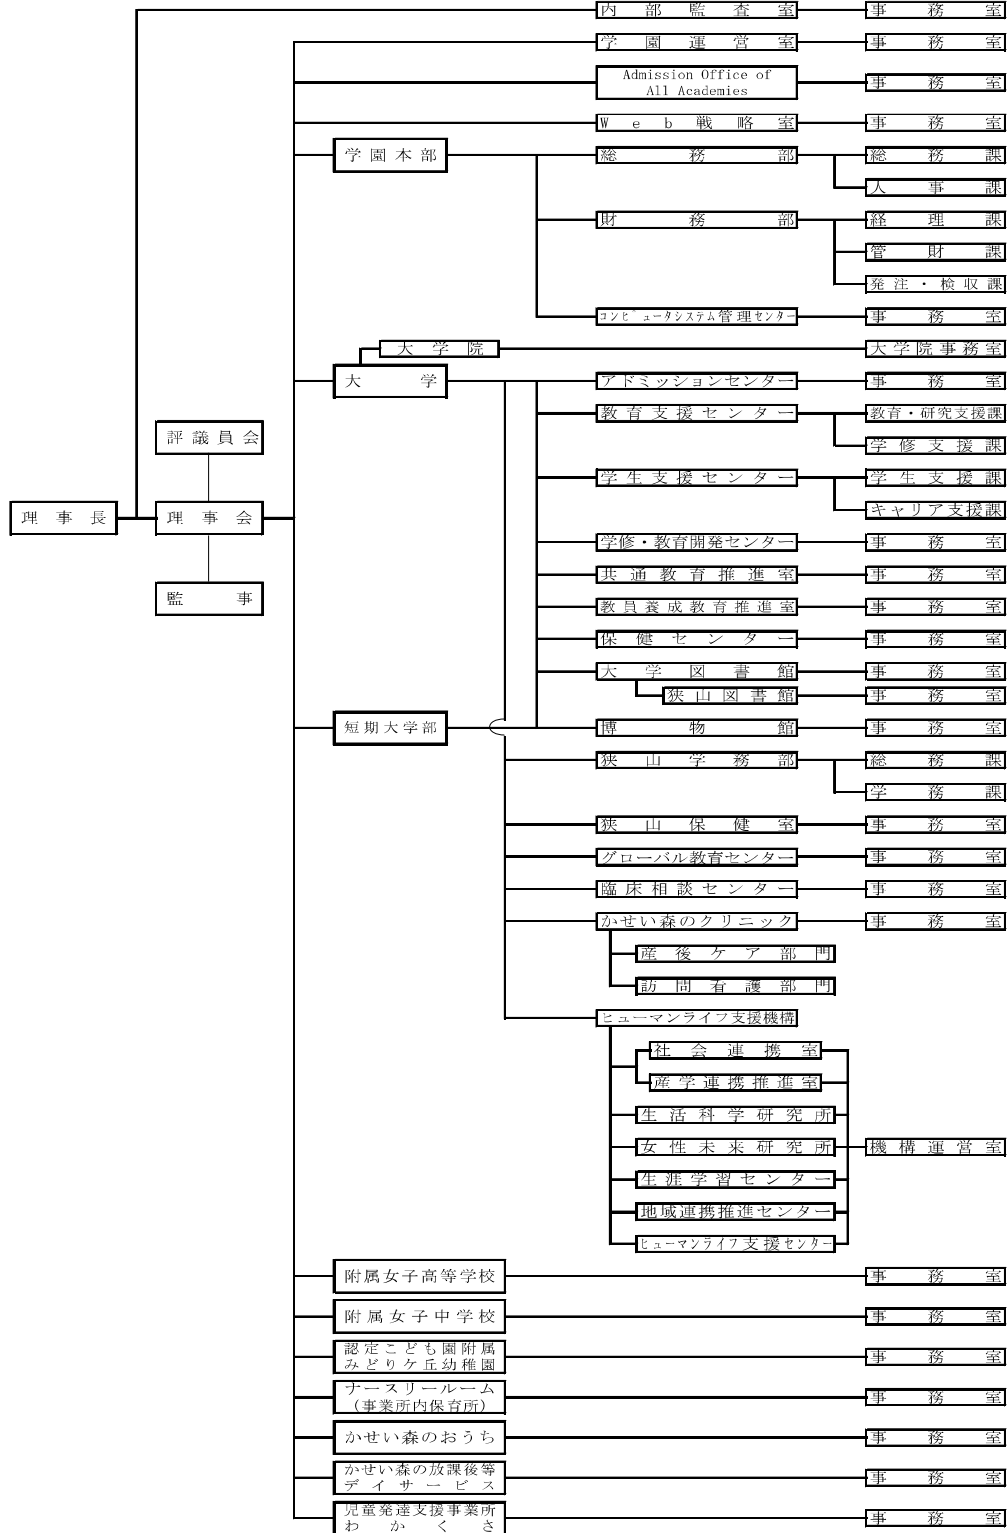 内部監査室 事務室
学園運営室 事務室
Admission Office of
All Academies
事務室
Web戦略室 事務室
学園本部 総務部 総務課
人事課
財務部 経理課
管財課
発注・検収課
コンピュータシステム管理センター 事務室
大学院 大学院事務室
大学 アドミッションセンター 事務室
教育支援センター 教育・研究支援課
評議員会 学修支援課
学生支援センター 学生支援課
キャリア支援課
理事長 理事会
学修・教育開発センター 事務室
共通教育推進室 事務室
監事 教員養成教育推進室 事務室
保健センター 事務室
大学図書館 事務室
狭山図書館 事務室
短期大学部 博物館 事務室
狭山学務部 総務課
学務課
狭山保健室 事務室
グローバル教育センター 事務室
臨床相談センター 事務室
かせい森のクリニック 事務室
産後ケア部門
訪問看護部門
ヒューマンライフ支援機構
社会連携室
産学連携推進室
生活科学研究所
女性未来研究所 機構運営室
生涯学習センター
地域連携推進センター
ヒューマンライフ支援センター
附属女子高等学校 事務室
附属女子中学校 事務室
認定こども園附属
みどりケ丘幼稚園
事務室
ナースリールーム
（事業所内保育所）
事務室
かせい森のおうち 事務室
かせい森の放課後等
デイサービス
事務室
児童発達支援事業所
わかくさ
事務室